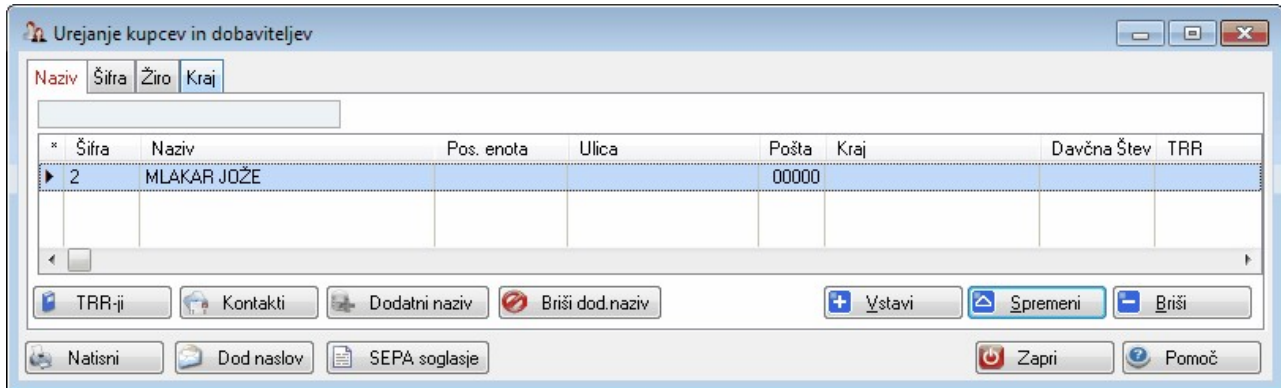 Urejanje kupcev in dobaviteljev
Naziv Šifra Žiro Kraj
* Šifra Naziv Pos. enota Ulica Pošta Kraj Davčna Štev TRR
2 MLAKAR JOŽE 00000
TRR-ji Kontakti Dodatni naziv Briši dod.naziv Vstavi Spremeni Briši
Natisni Dod naslov SEPA soglasje Zapri Pomoč